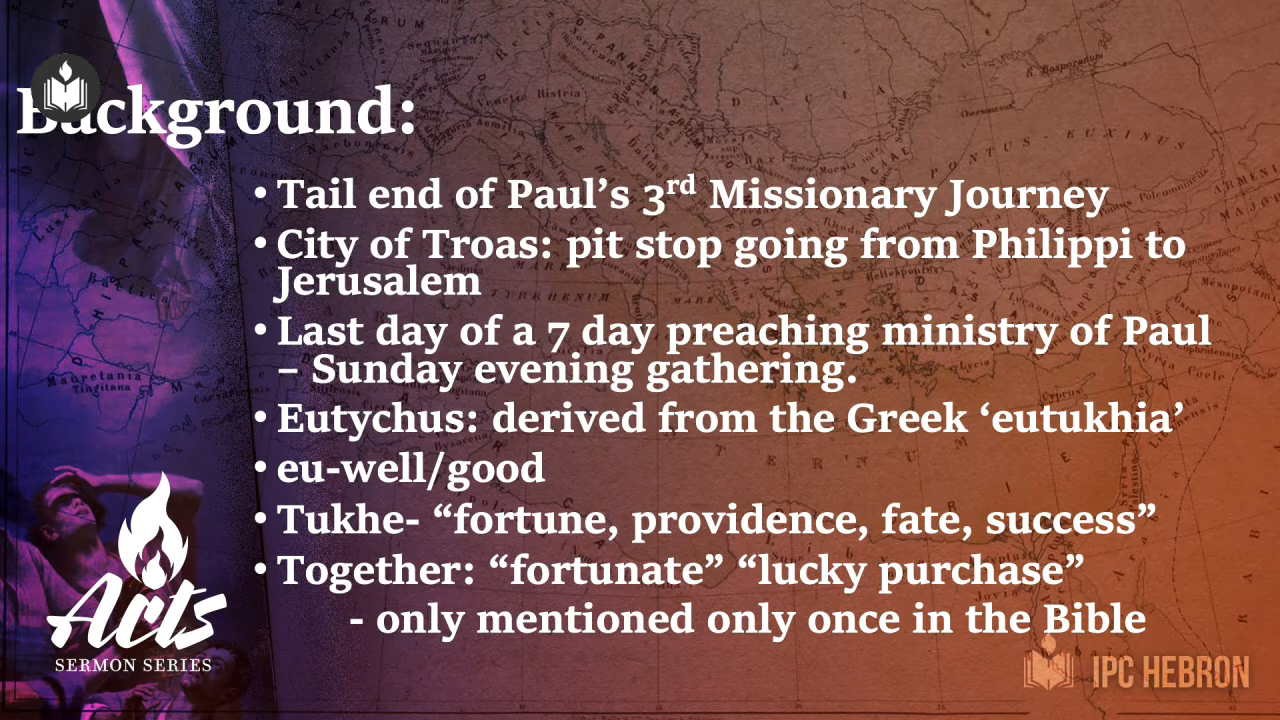 Background:
• Tail end of Paul’s 3rd Missionary Journey
• City of Troas: pit stop going from Philippi to
Jerusalem
• Last day of a 7 day preaching ministry of Paul
– Sunday evening gathering.
• Eutychus: derived from the Greek ‘eutukhia’
• eu-well/good
• Tukhe- “fortune, providence, fate, success”
• Together: “fortunate” “lucky purchase”
- only mentioned only once in the Bible
Acts
SERMON SERIES
IPC HEBRON